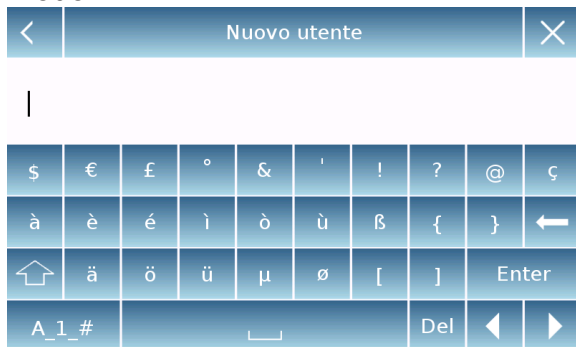 Nuovo utente
$ € £ ° & ' ! ? @ ç
à è é ì ò ù ß { }
ä ö ü µ ø [ ] Enter
A_1_# Del